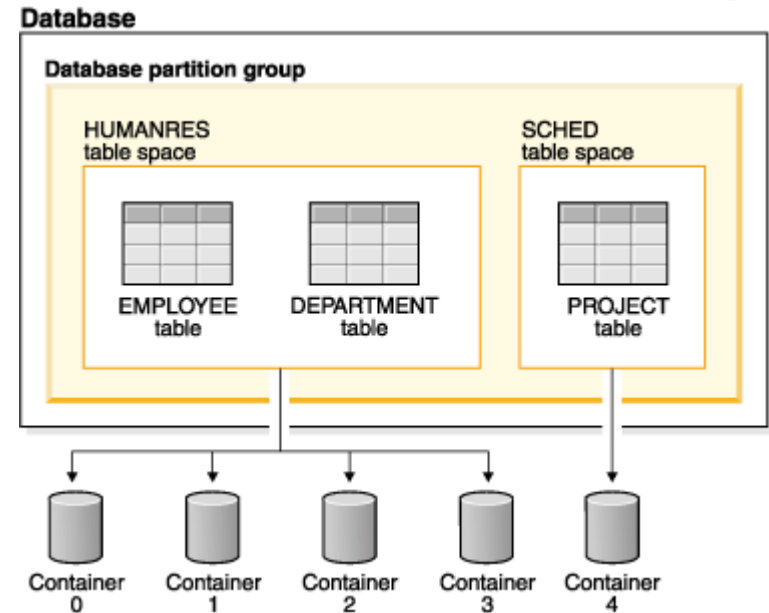 Database
Database partition group
HUMANRES
table space
SCHED
table space
EMPLOYEE
table
DEPARTMENT
table
PROJECT
table
Container
0
Container
1
Container
2
Container
3
Container
4